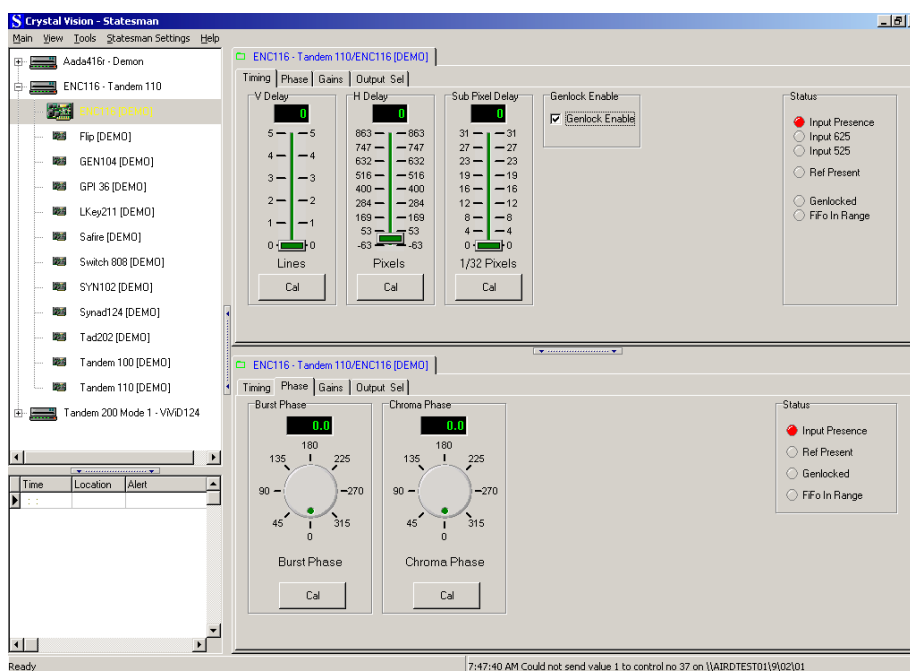 Crystal Vision - Statesman
Main View Tools Statesman Settings Help
Aada416r - Demon
ENC116 - Tandem 110
ENC116 [DEMO]
Flip [DEMO]
GEN104 [DEMO]
GPI 36 [DEMO]
LKey211 [DEMO]
Safire [DEMO]
Switch 808 [DEMO]
SYN102 [DEMO]
Synad124 [DEMO]
Tad202 [DEMO]
Tandem 100 [DEMO]
Tandem 110 [DEMO]
Tandem 200 Mode 1 - ViViD124
Time Location Alert
: :
ENC116 - Tandem 110/ENC116 [DEMO]
Timing Phase Gains Output Sel
V Delay
0
5 5
4 4
3 3
2 2
1 1
0 0
Lines
Cal
H Delay
0
863 863
747 747
632 632
516 516
400 400
284 284
169 169
53 53
-63 -63
Pixels
Cal
Sub Pixel Delay
0
31 31
27 27
23 23
19 19
16 16
12 12
8 8
4 4
0 0
1/32 Pixels
Cal
Genlock Enable
Genlock Enable
Status
Input Presence
Input 625
Input 525
Ref Present
Genlocked
FiFo In Range
ENC116 - Tandem 110/ENC116 [DEMO]
Timing Phase Gains Output Sel
Burst Phase
0.0
180
135 225
90 270
45 315
0
Burst Phase
Cal
Chroma Phase
0.0
180
135 225
90 270
45 315
0
Chroma Phase
Cal
Status
Input Presence
Ref Present
Genlocked
FiFo In Range
Ready
7:47:40 AM Could not send value 1 to control no 37 on \\AIRDTEST01\9\02\01